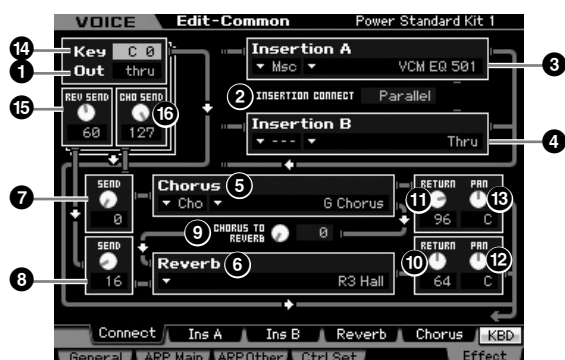 VOICE Edit-Common Power Standard Kit 1
14 Key C 0
1 Out thru
Insertion A
Msc VCM EQ 501 3
15 REV SEND CHO SEND 16
60 127
2 INSERTION CONNECT Parallel
Insertion B
--- Thru 4
7 SEND 0
Chorus 5
Cho G Chorus
11 RETURN PAN 13
96 C
9 CHORUS TO REVERB 0
8 SEND 16
Reverb 6
R3 Hall
RETURN PAN
64 C
10 12
Connect Ins A Ins B Reverb Chorus KBD
General ARP Main ARP Other Ctrl Set Effect